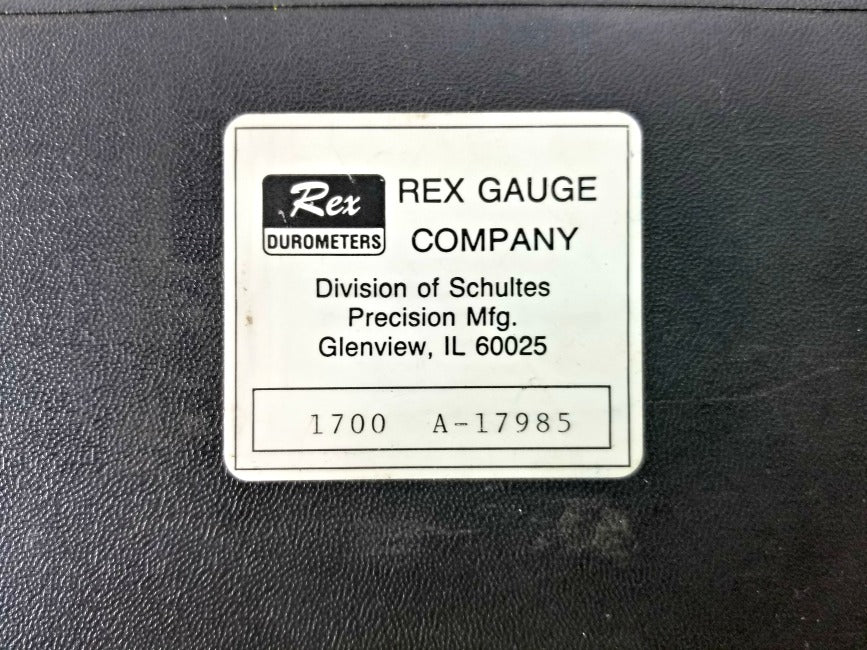 Rex
DUROMETERS
REX GAUGE
COMPANY
Division of Schultes
Precision Mfg.
Glenview, IL 60025
1700 A-17985